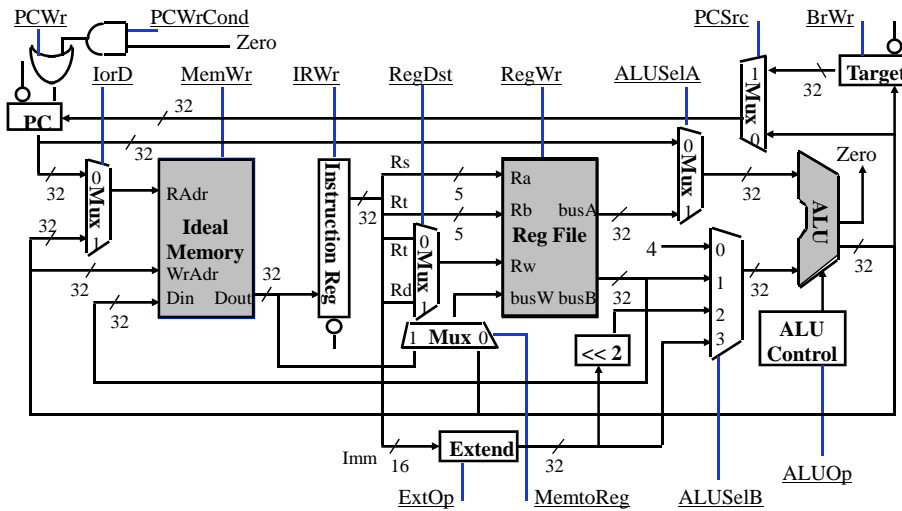 PCWr PCWrCond PCSrc BrWr
Zero
IorD MemWr IRWr RegDst RegWr ALUSelA
1 Mux 0
32 Target
32
PC
32
32 32
Zero
0 Mux 1
32
RAdr
Ideal Memory
WrAdr
Din Dout
32
32
32
32
Instruction Reg
32
Rs
Rt
Rt
Rd
5
5
0 Mux 1
Ra
Rb busA
Reg File
Rw
busW busB
32
32
0 Mux 1
32
4
0
1
2
3
Mux
32
ALU
32
1 Mux 0
<< 2
ALU Control
Imm
16
Extend
32
ExtOp MemtoReg ALUSelB ALUOp